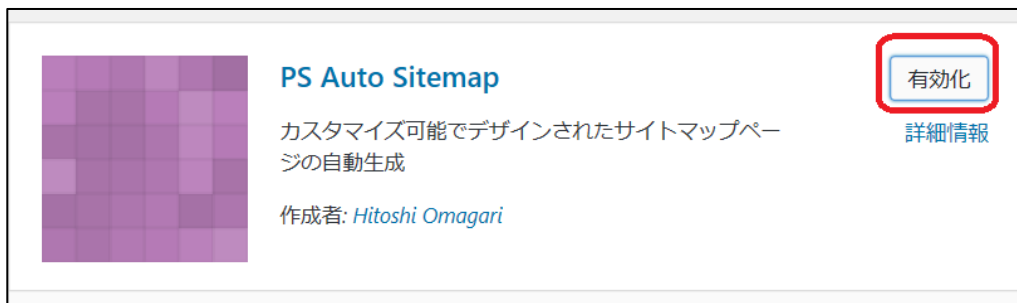 PS Auto Sitemap
有効化
カスタマイズ可能でデザインされたサイトマップペー
ジの自動生成
詳細情報
作成者: Hitoshi Omagari